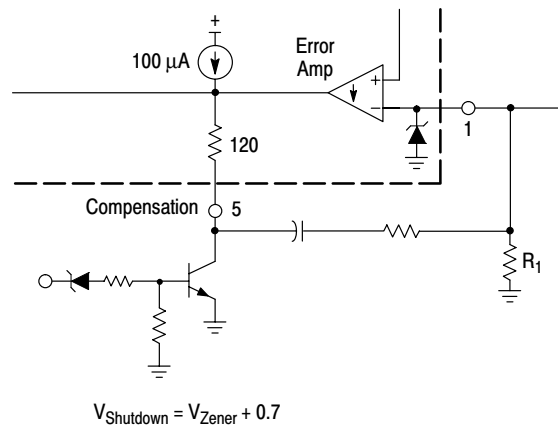 +
100 μA
Error
Amp
+
−
1
120
Compensation
5
R1
VShutdown = VZener + 0.7